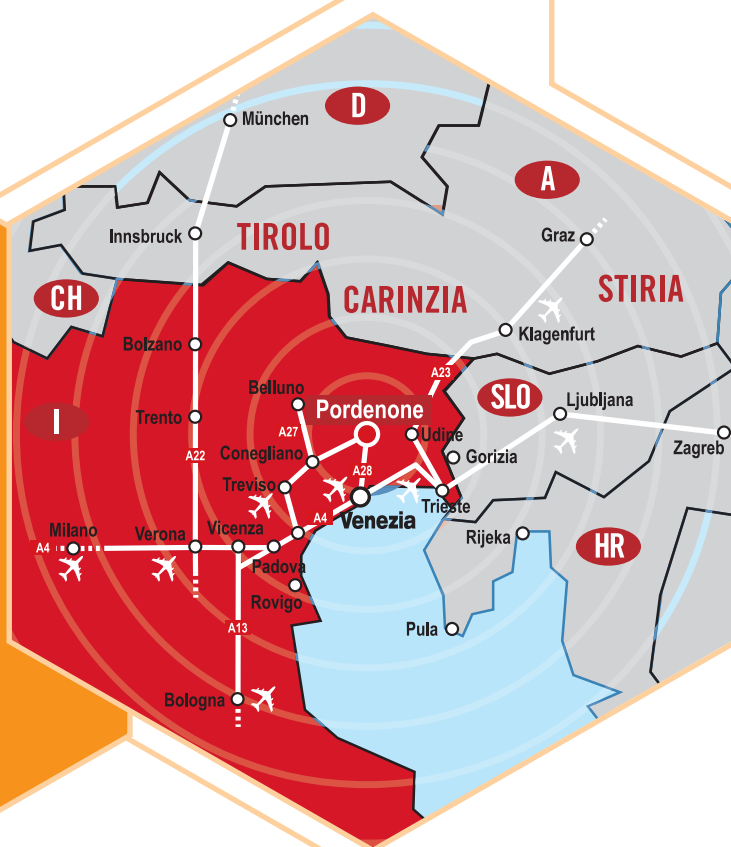 D
München
A
Innsbruck
TIROLO
Graz
CH
CARINZIA
STIRIA
Klagenfurt
Bolzano
A23
Belluno
SLO
Ljubljana
Pordenone
I
Trento
A27
Udine
Zagreb
Conegliano
Gorizia
A22
A28
Treviso
Trieste
Venezia
A4
Milano
Verona
Vicenza
Rijeka
A4
HR
Padova
Rovigo
A13
Pula
Bologna